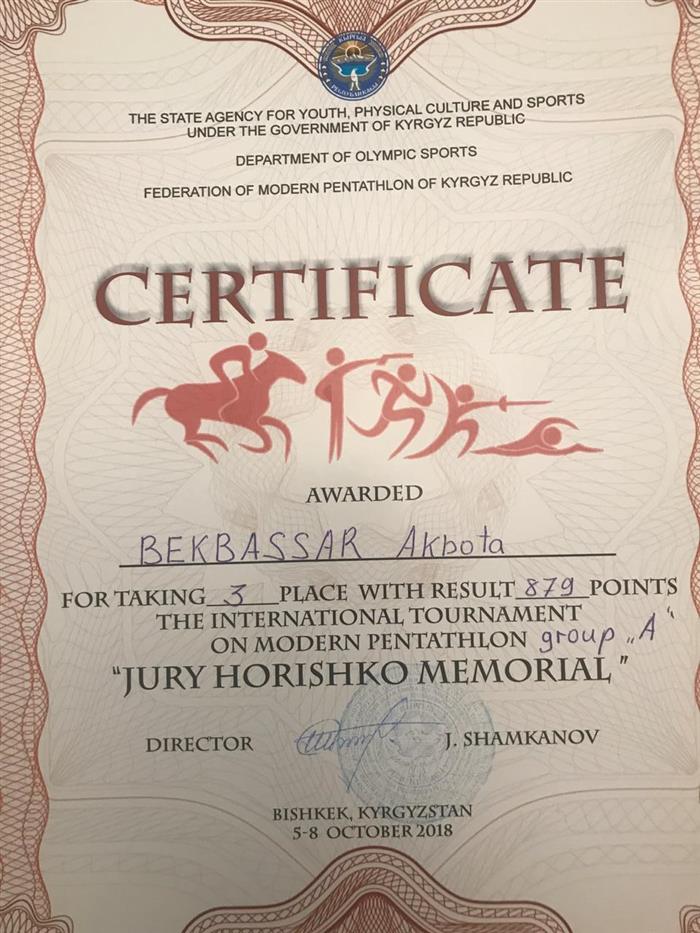 КЫРГЫЗ
РЕСПУБЛИКАСЫ
THE STATE AGENCY FOR YOUTH, PHYSICAL CULTURE AND SPORTS
UNDER THE GOVERNMENT OF KYRGYZ REPUBLIC
DEPARTMENT OF OLYMPIC SPORTS
FEDERATION OF MODERN PENTATHLON OF KYRGYZ REPUBLIC
CERTIFICATE
AWARDED
BEKBASSAR Akbota
FOR TAKING 3 PLACE WITH RESULT 879 POINTS
THE INTERNATIONAL TOURNAMENT
ON MODERN PENTATHLON group „A“
"JURY HORISHKO MEMORIAL"
DIRECTOR J. SHAMKANOV
BISHKEK, KYRGYZSTAN
5-8 OCTOBER 2018